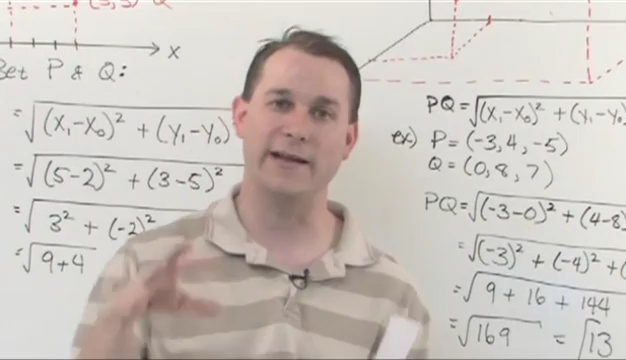 (5,3) Q
X
Bet P & Q:
= √(X₁-X₀)² + (Y₁-Y₀)
= √(5-2)² + (3-5)²
= √3² + (-2)²
= √9+4
PQ = √(X₁-X₀)² + (Y₁-Y₀)
ex) P = (-3, 4, -5)
Q = (0, 8, 7)
PQ = √(-3-0)² + (4-8)
= √(-3)² + (-4)² +
= √9 + 16 + 144
= √169 = √13